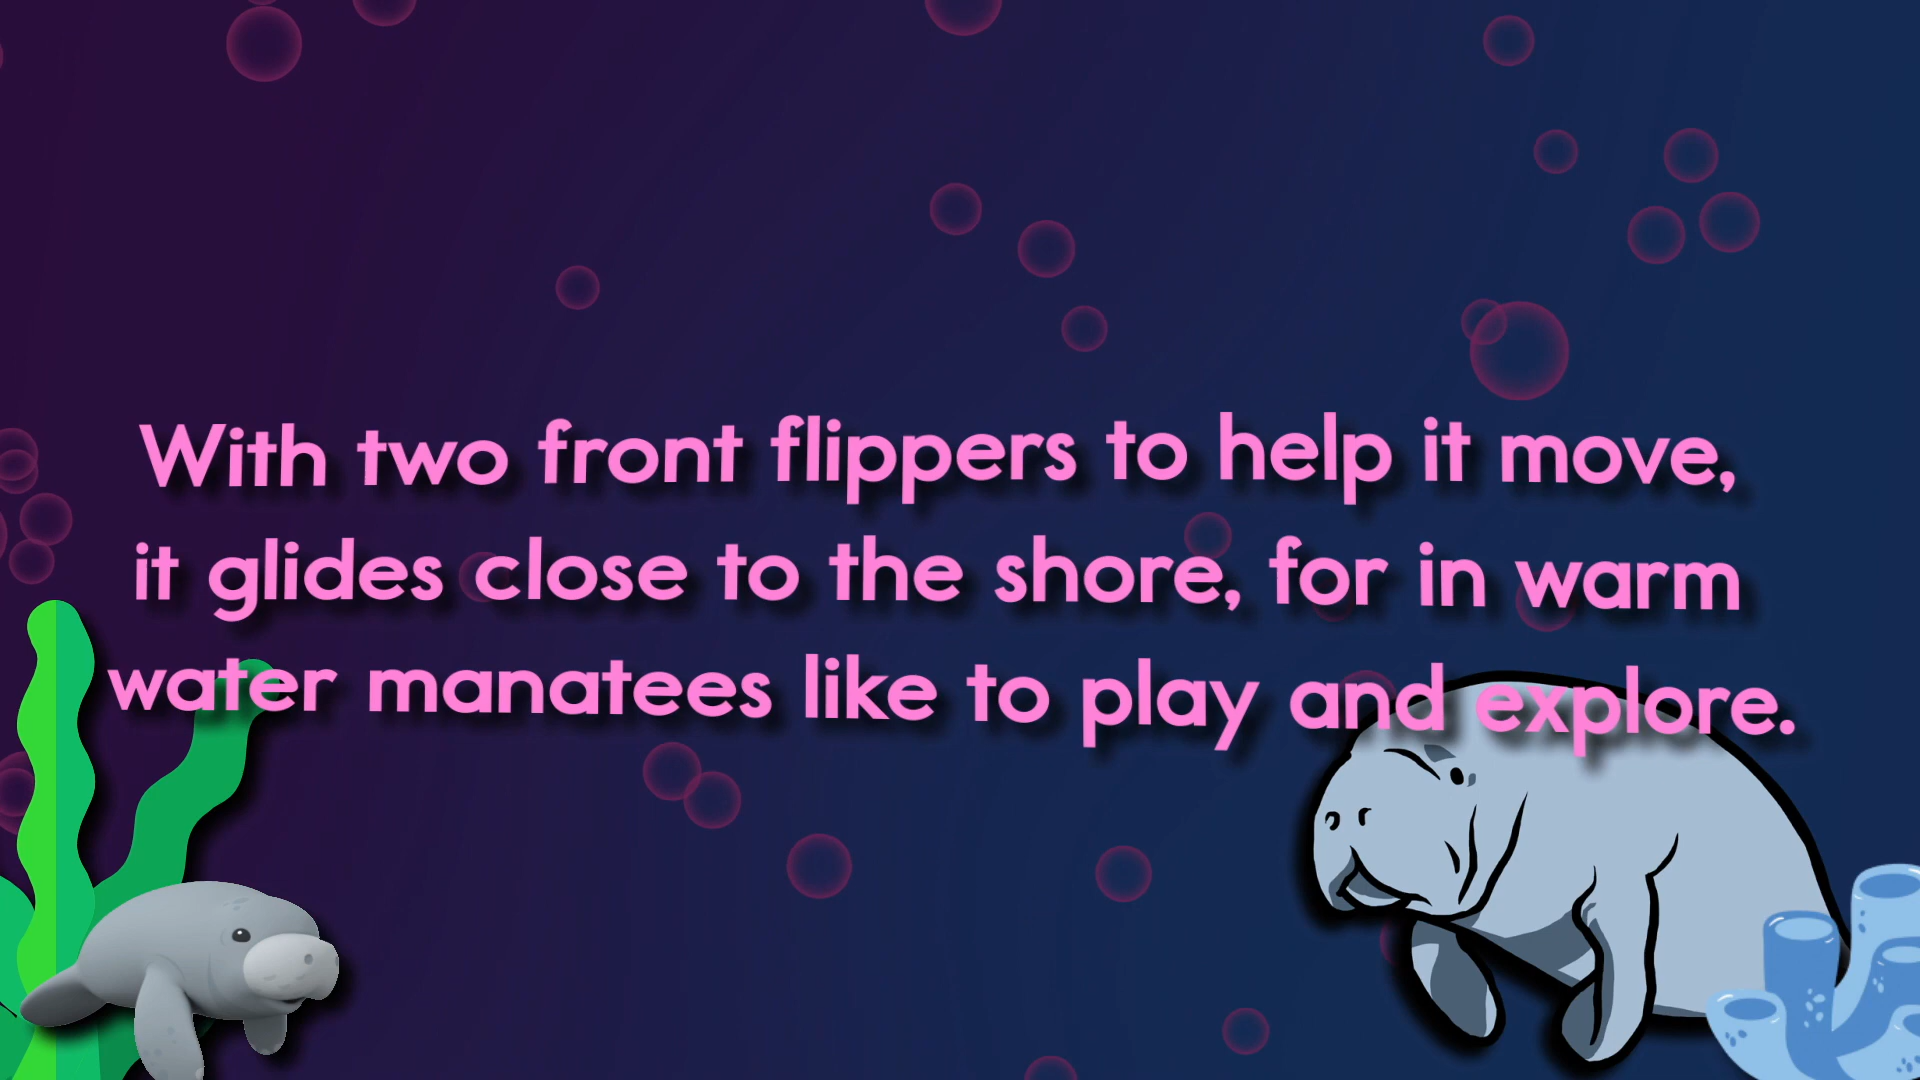 With two front flippers to help it move,
it glides close to the shore, for in warm
water manatees like to play and explore.